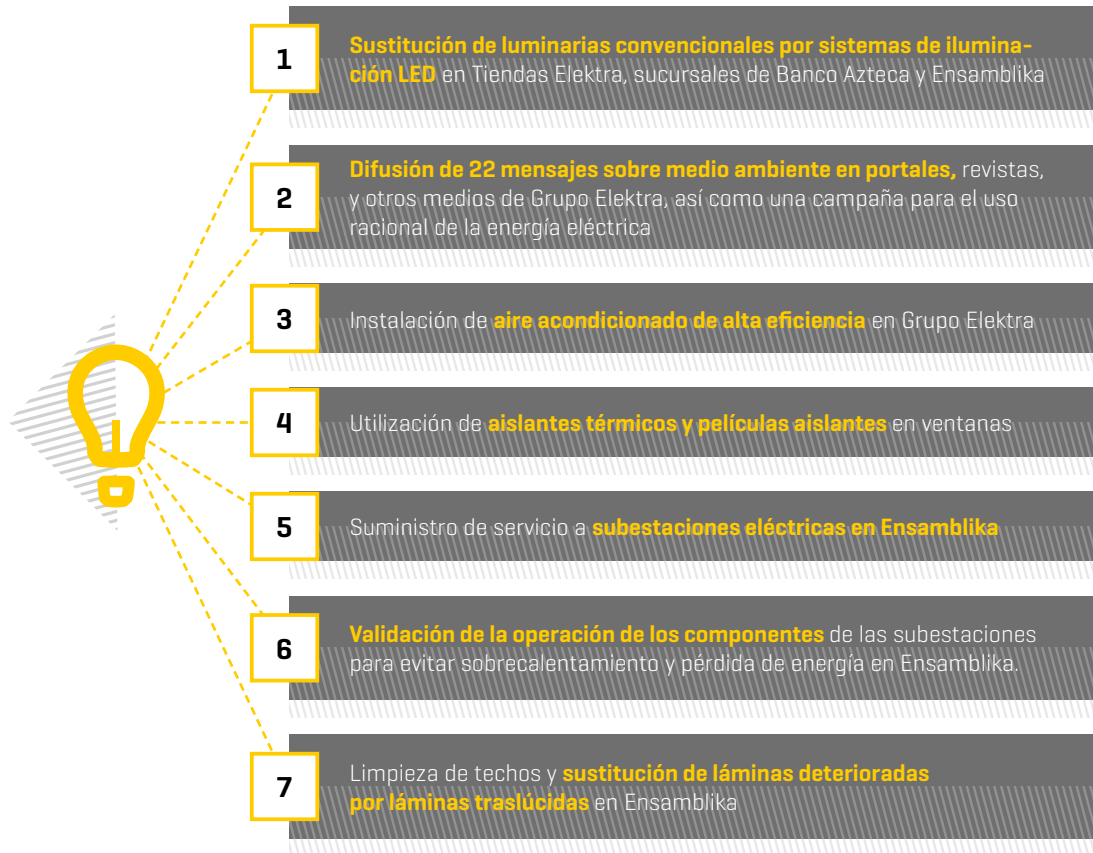 1
Sustitución de luminarias convencionales por sistemas de ilumina-
ción LED en Tiendas Elektra, sucursales de Banco Azteca y Ensamblika
2
Difusión de 22 mensajes sobre medio ambiente en portales, revistas,
y otros medios de Grupo Elektra, así como una campaña para el uso
racional de la energía eléctrica
3
Instalación de aire acondicionado de alta eficiencia en Grupo Elektra
4
Utilización de aislantes térmicos y películas aislantes en ventanas
5
Suministro de servicio a subestaciones eléctricas en Ensamblika
6
Validación de la operación de los componentes de las subestaciones
para evitar sobrecalentamiento y pérdida de energía en Ensamblika.
7
Limpieza de techos y sustitución de láminas deterioradas
por láminas traslúcidas en Ensamblika